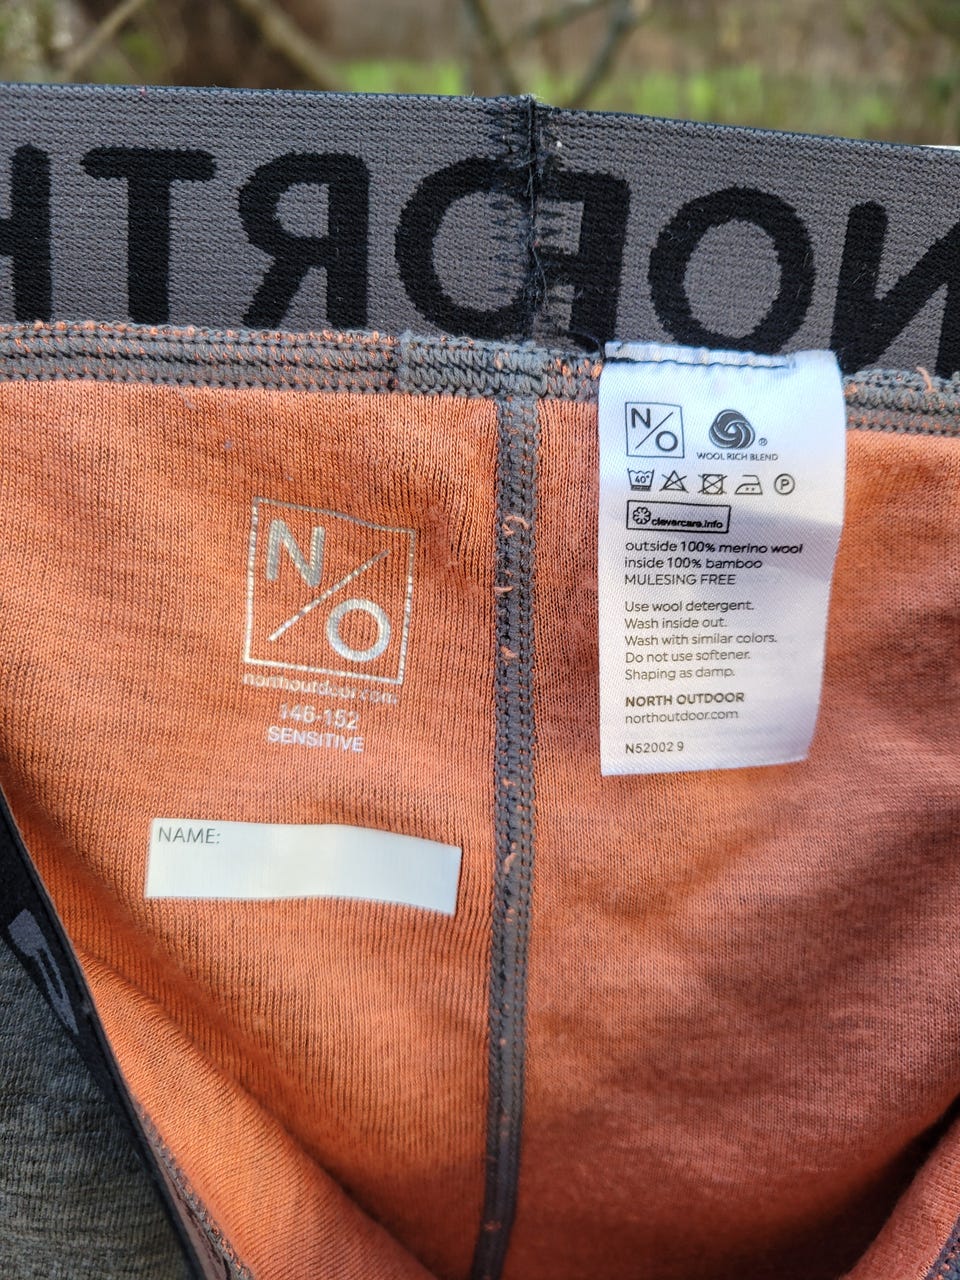 NORTH OUTDOOR
N/O
WOOL RICH BLEND
®
40°
P
clevercare.info
outside 100% merino wool
inside 100% bamboo
MULESING FREE
Use wool detergent.
Wash inside out.
Wash with similar colors.
Do not use softener.
Shaping as damp.
NORTH OUTDOOR
northoutdoor.com
N520029
N/O
northoutdoor.com
146-152
SENSITIVE
NAME: